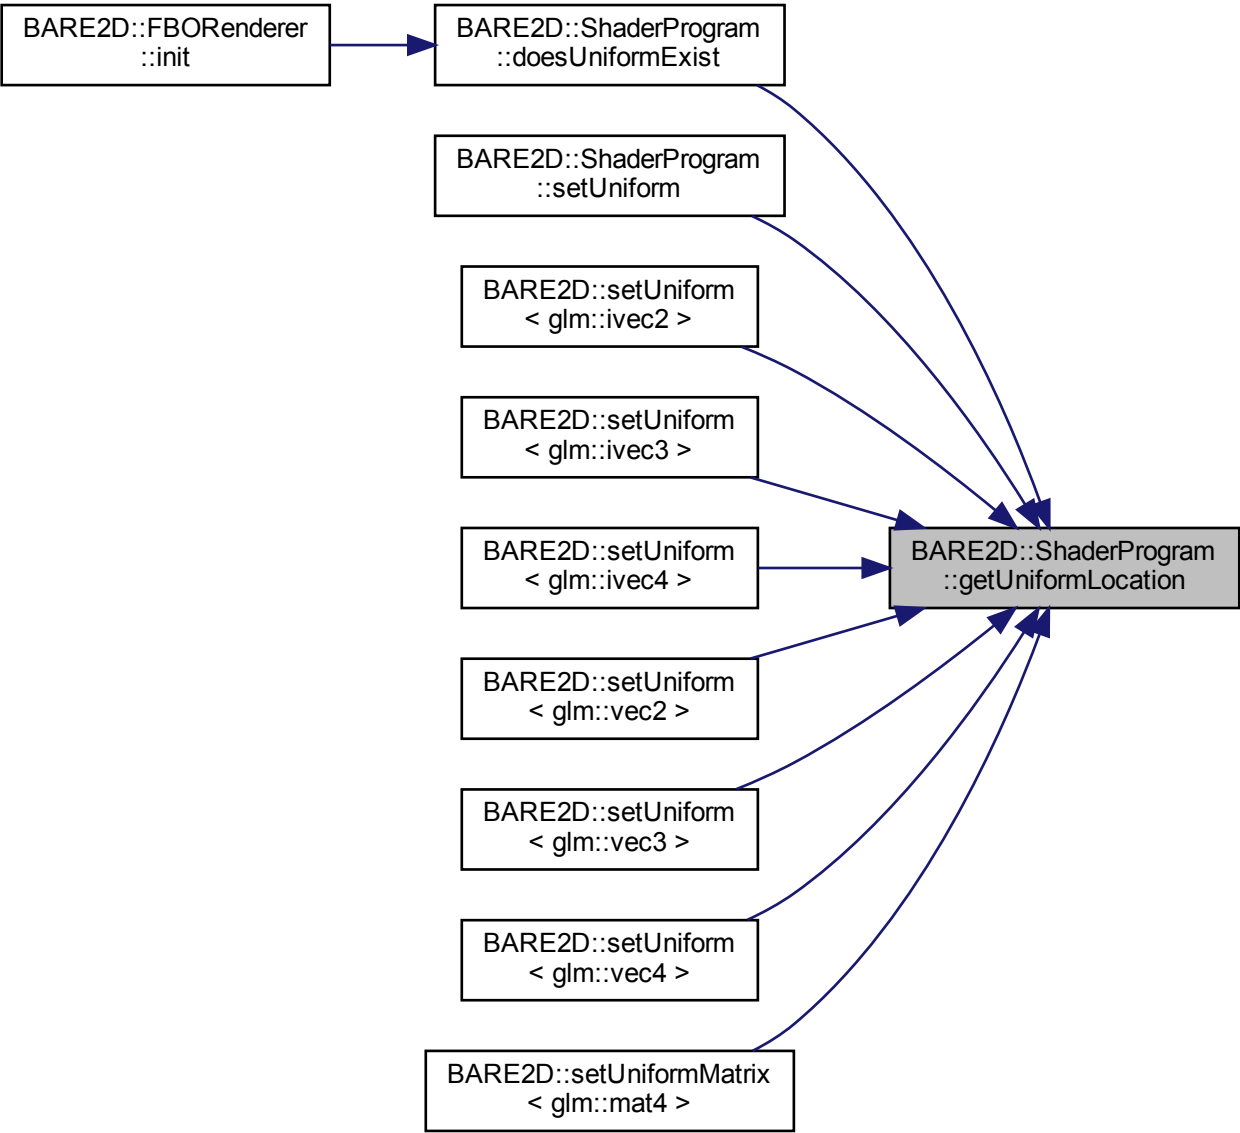 BARE2D::FBORenderer
::init
BARE2D::ShaderProgram
::doesUniformExist
BARE2D::ShaderProgram
::setUniform
BARE2D::setUniform
< glm::ivec2 >
BARE2D::setUniform
< glm::ivec3 >
BARE2D::setUniform
< glm::ivec4 >
BARE2D::ShaderProgram
::getUniformLocation
BARE2D::setUniform
< glm::vec2 >
BARE2D::setUniform
< glm::vec3 >
BARE2D::setUniform
< glm::vec4 >
BARE2D::setUniformMatrix
< glm::mat4 >